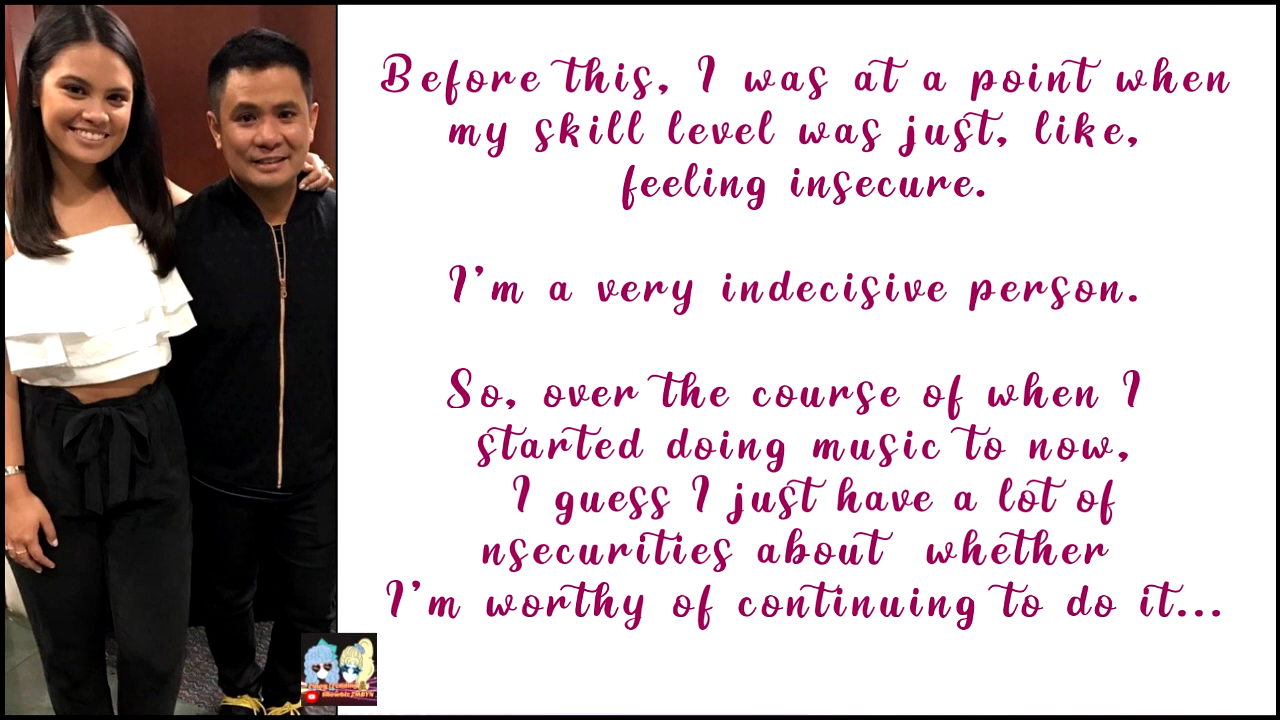 Before this, I was at a point when
my skill level was just, like,
feeling insecure.
I'm a very indecisive person.
So, over the course of when I
started doing music to now,
I guess I just have a lot of
nsecurities about whether
I'm worthy of continuing to do it...
Showbiz